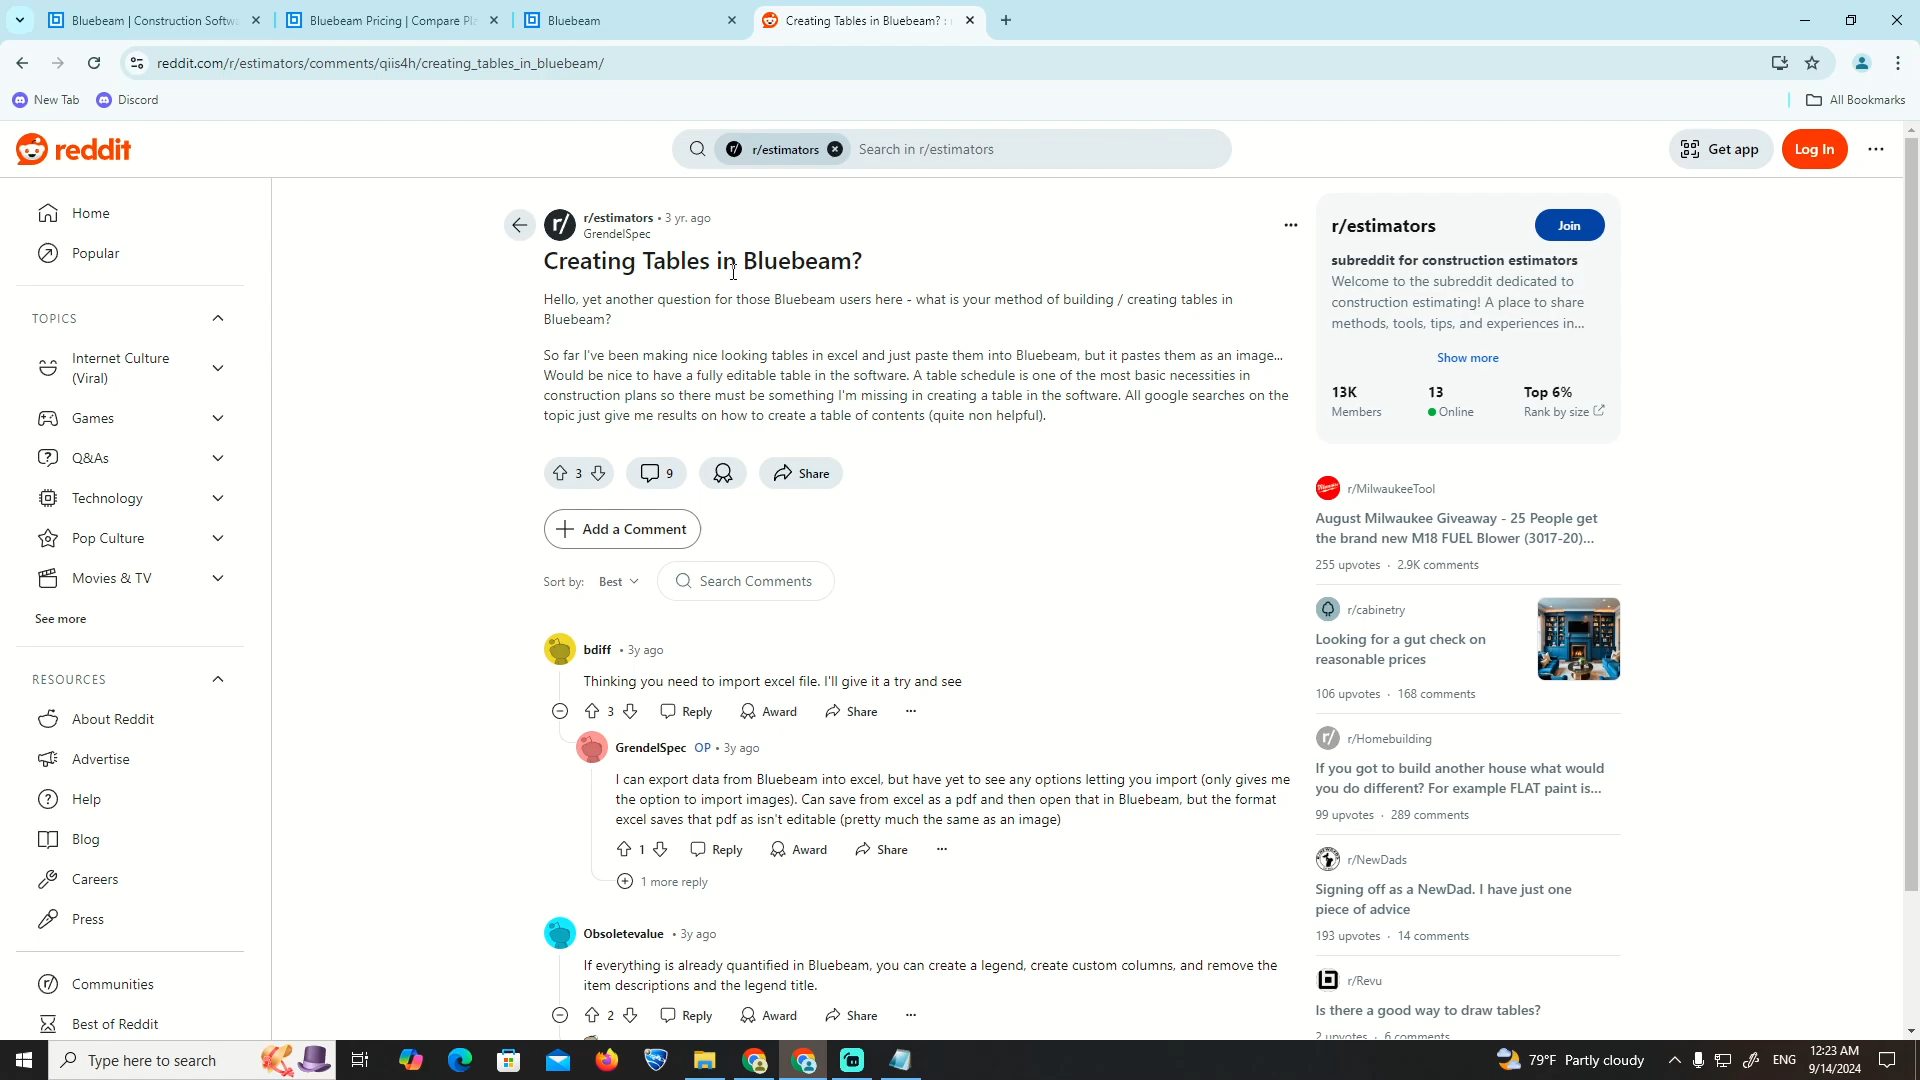 Bluebeam | Construction Softwa
Bluebeam Pricing | Compare Pla
Bluebeam
Creating Tables in Bluebeam? :
reddit.com/r/estimators/comments/qiis4h/creating_tables_in_bluebeam/
New Tab
Discord
All Bookmarks
reddit
r/estimators
Search in r/estimators
Get app
Log In
Home
Popular
TOPICS
Internet Culture
(Viral)
Games
Q&As
Technology
Pop Culture
Movies & TV
See more
RESOURCES
About Reddit
Advertise
Help
Blog
Careers
Press
Communities
Best of Reddit
r/
r/estimators • 3 yr. ago
GrendelSpec
Creating Tables in Bluebeam?
Hello, yet another question for those Bluebeam users here - what is your method of building / creating tables in
Bluebeam?
So far I've been making nice looking tables in excel and just paste them into Bluebeam, but it pastes them as an image...
Would be nice to have a fully editable table in the software. A table schedule is one of the most basic necessities in
construction plans so there must be something I'm missing in creating a table in the software. All google searches on the
topic just give me results on how to create a table of contents (quite non helpful).
3
9
Share
Add a Comment
Sort by: Best
Search Comments
bdiff • 3y ago
Thinking you need to import excel file. I'll give it a try and see
3 Reply Award Share
GrendelSpec OP • 3y ago
I can export data from Bluebeam into excel, but have yet to see any options letting you import (only gives me
the option to import images). Can save from excel as a pdf and then open that in Bluebeam, but the format
excel saves that pdf as isn't editable (pretty much the same as an image)
1 Reply Award Share
1 more reply
Obsoletevalue • 3y ago
If everything is already quantified in Bluebeam, you can create a legend, create custom columns, and remove the
item descriptions and the legend title.
2 Reply Award Share
r/estimators
Join
subreddit for construction estimators
Welcome to the subreddit dedicated to
construction estimating! A place to share
methods, tools, tips, and experiences in...
Show more
13K 13 Top 6%
Members Online Rank by size
r/MilwaukeeTool
August Milwaukee Giveaway - 25 People get
the brand new M18 FUEL Blower (3017-20)...
255 upvotes · 2.9K comments
r/cabinetry
Looking for a gut check on
reasonable prices
106 upvotes · 168 comments
r/ r/Homebuilding
If you got to build another house what would
you do different? For example FLAT paint is...
99 upvotes · 289 comments
r/NewDads
Signing off as a NewDad. I have just one
piece of advice
193 upvotes · 14 comments
r/Revu
Is there a good way to draw tables?
2 upvotes · 6 comments
Type here to search
79°F Partly cloudy
ENG
12:23 AM
9/14/2024